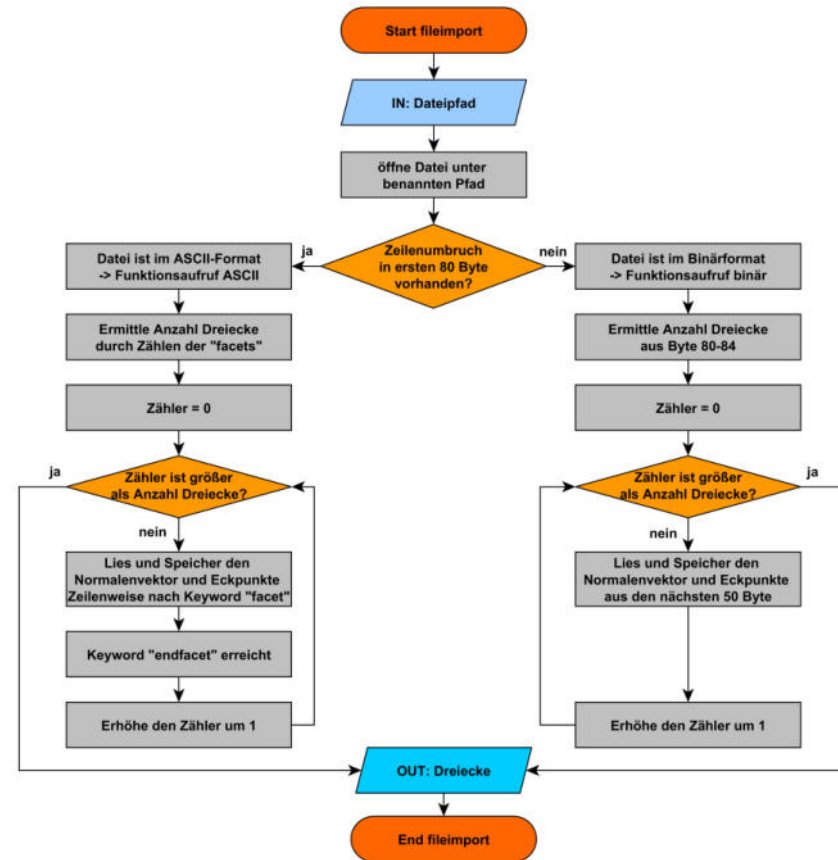 Start fileimport
IN: Dateipfad
öffne Datei unter
benannten Pfad
Zeilenumbruch
in ersten 80 Byte
vorhanden?
ja
Datei ist im ASCII-Format
-> Funktionsaufruf ASCII
Ermittle Anzahl Dreiecke
durch Zählen der "facets"
Zähler = 0
Zähler ist größer
als Anzahl Dreiecke?
ja
nein
Lies und Speicher den
Normalenvektor und Eckpunkte
Zeilenweise nach Keyword "facet"
Keyword "endfacet" erreicht
Erhöhe den Zähler um 1
nein
Datei ist im Binärformat
-> Funktionsaufruf binär
Ermittle Anzahl Dreiecke
aus Byte 80-84
Zähler = 0
Zähler ist größer
als Anzahl Dreiecke?
ja
nein
Lies und Speicher den
Normalenvektor und Eckpunkte
aus den nächsten 50 Byte
Erhöhe den Zähler um 1
OUT: Dreiecke
End fileimport